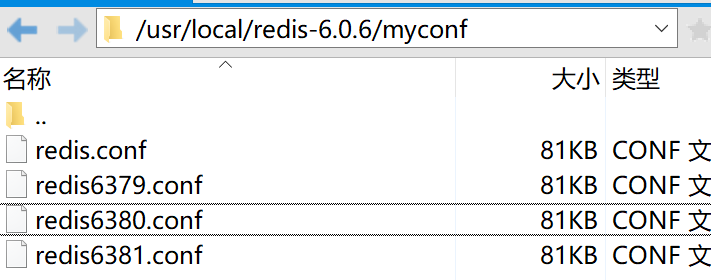 /usr/local/redis-6.0.6/myconf
名称 大小 类型
..
redis.conf 81KB CONF 文
redis6379.conf 81KB CONF 文
redis6380.conf 81KB CONF 文
redis6381.conf 81KB CONF 文